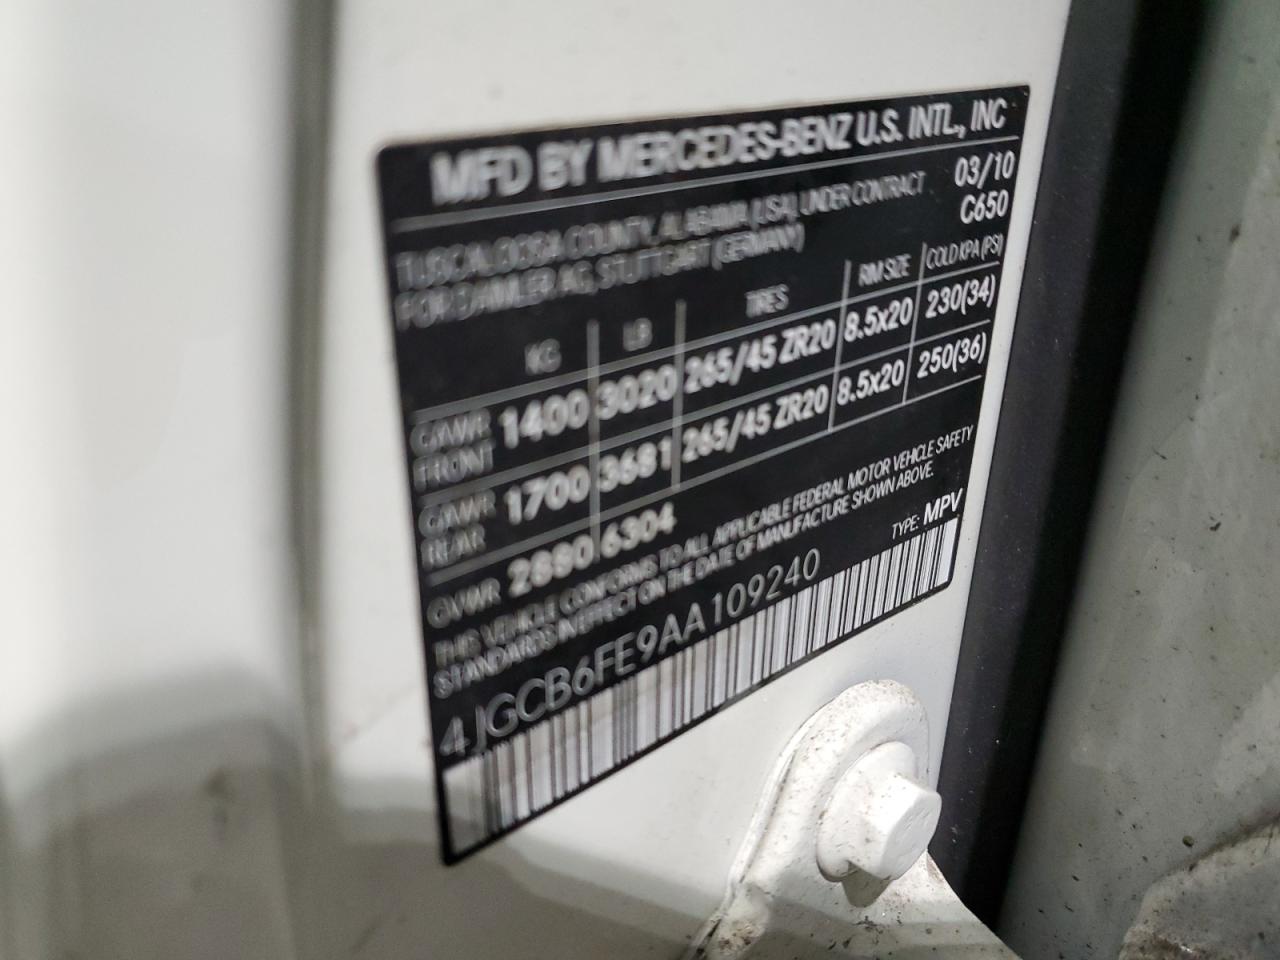 MFD BY MERCEDES-BENZ U.S. INTL., INC
TUSCALOOSA COUNTY, ALABAMA (USA), UNDER CONTRACT 03/10
FOR DAIMLER AG, STUTTGART (GERMANY) C650
KG LB TIRES RIM SIZE COLD KPA (PSI)
GAWR FRONT 1400 3020 265/45 ZR20 8.5x20 230(34)
GAWR REAR 1700 3681 265/45 ZR20 8.5x20 250(36)
GVWR 2880 6304
THIS VEHICLE CONFORMS TO ALL APPLICABLE FEDERAL MOTOR VEHICLE SAFETY
STANDARDS IN EFFECT ON THE DATE OF MANUFACTURE SHOWN ABOVE.
4JGCB6FE9AA109240 TYPE: MPV